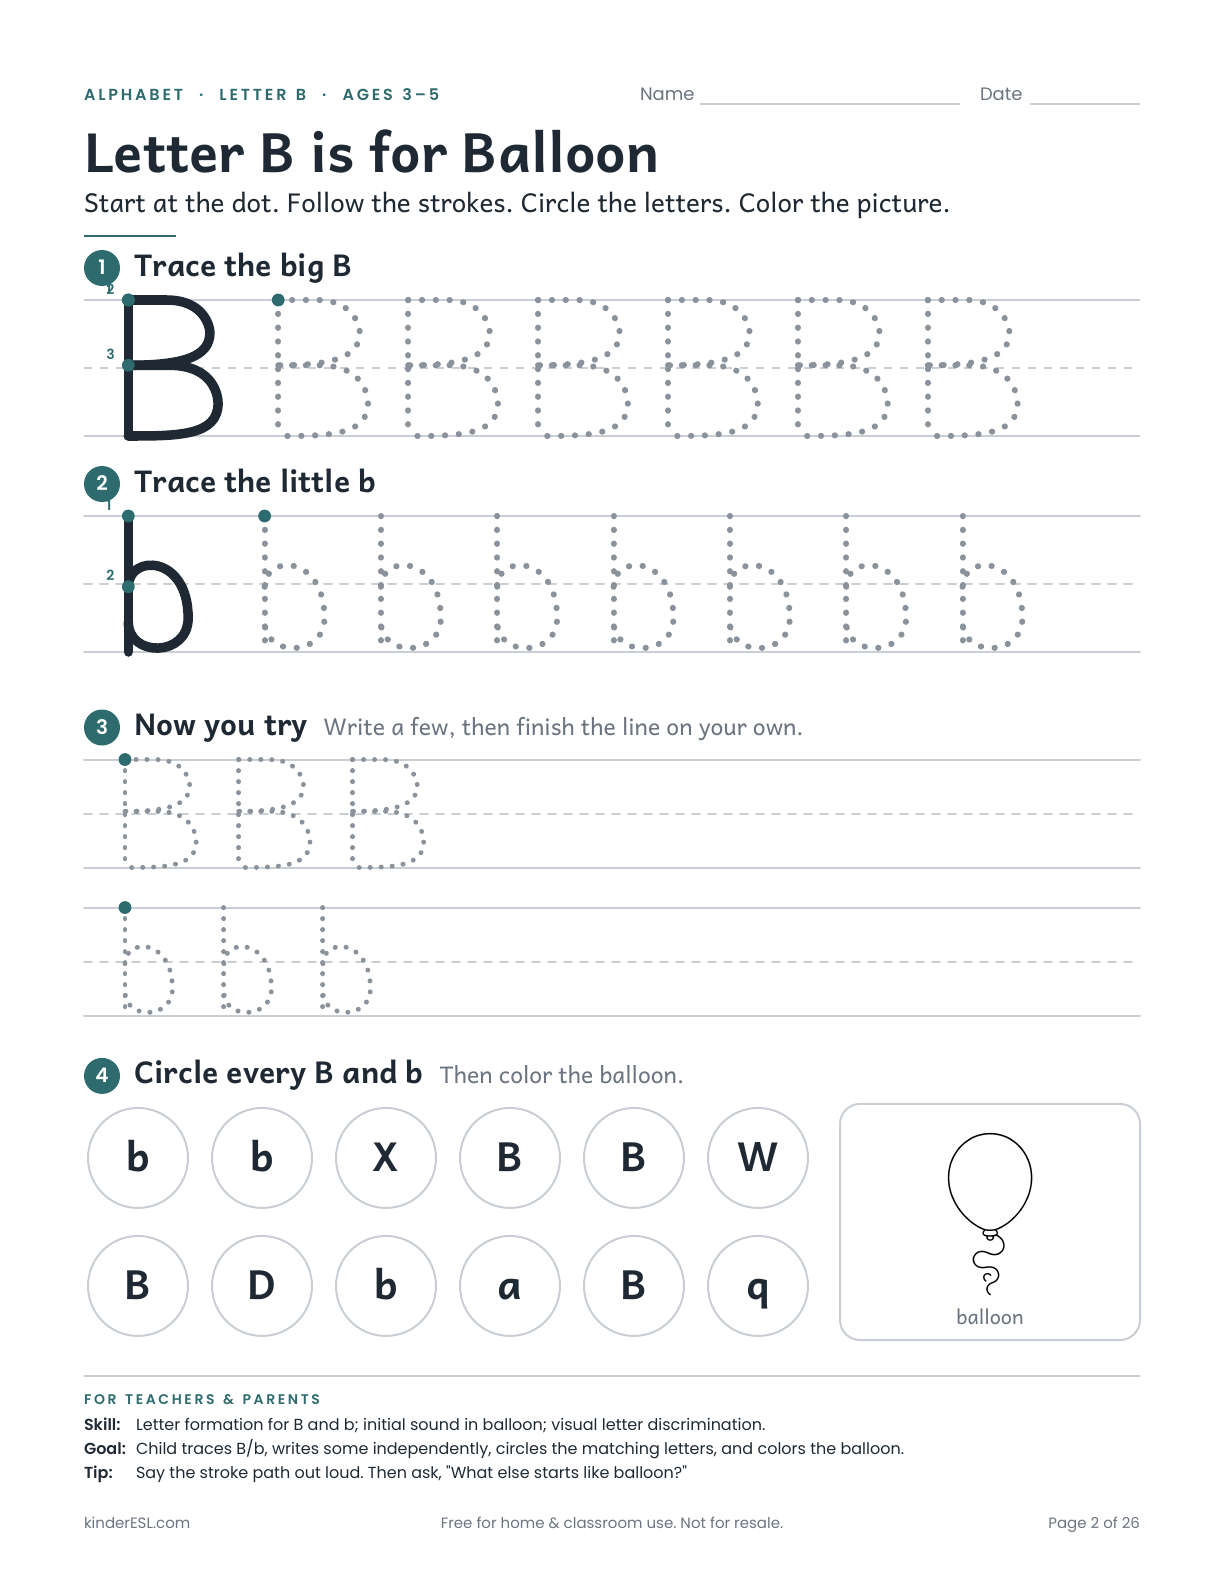 ALPHABET · LETTER B · AGES 3–5
Name Date
Letter B is for Balloon
Start at the dot. Follow the strokes. Circle the letters. Color the picture.
1 Trace the big B
2
3
B B B B B B B
2 Trace the little b
1
2
b b b b b b b b
3 Now you try Write a few, then finish the line on your own.
B B B
b b b
4 Circle every B and b Then color the balloon.
b b X B B W
B D b a B q
balloon
FOR TEACHERS & PARENTS
Skill: Letter formation for B and b; initial sound in balloon; visual letter discrimination.
Goal: Child traces B/b, writes some independently, circles the matching letters, and colors the balloon.
Tip: Say the stroke path out loud. Then ask, "What else starts like balloon?"
kinderESL.com Free for home & classroom use. Not for resale. Page 2 of 26